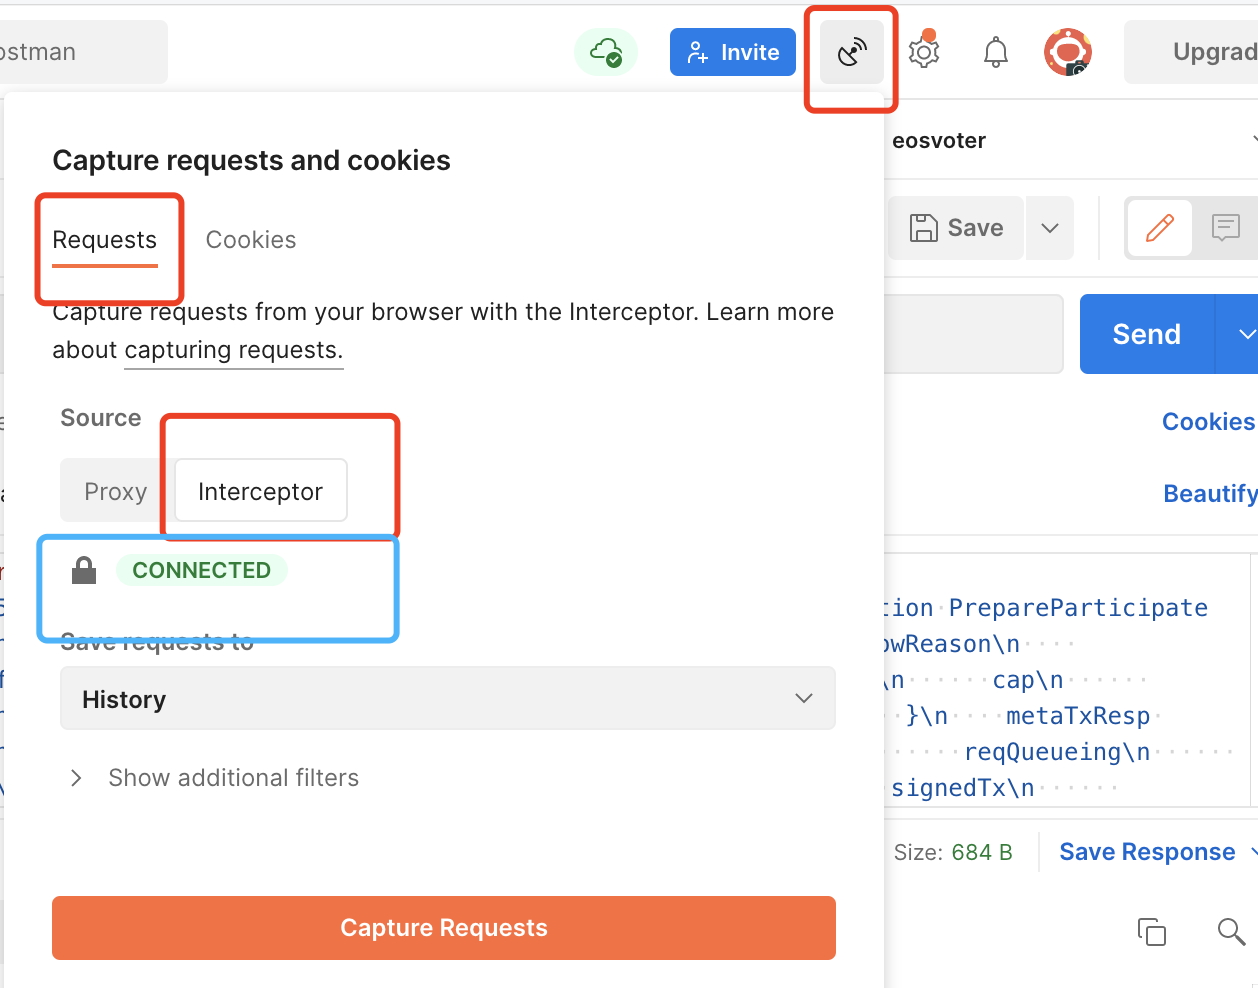 ostman
Invite
Upgrad
Capture requests and cookies
eosvoter
Requests
Cookies
Save
Capture requests from your browser with the Interceptor. Learn more
about capturing requests.
Send
Source
Cookies
Proxy
Interceptor
Beautify
CONNECTED
Save requests to
tion PrepareParticipate
owReason\n
\n cap\n
}\n metaTxResp
reqQueueing\n
signedTx\n
History
Show additional filters
Size: 684 B
Save Response
Capture Requests